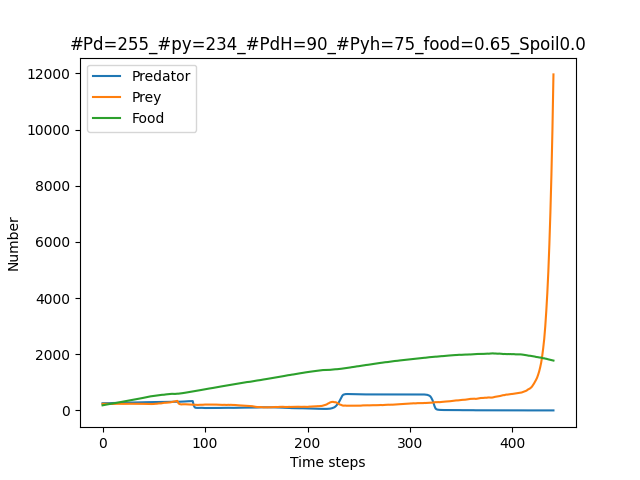 #Pd=255_#py=234_#PdH=90_#Pyh=75_food=0.65_Spoil0.0
Predator
Prey
Food
12000
10000
8000
6000
4000
2000
0
Number
0 100 200 300 400
Time steps